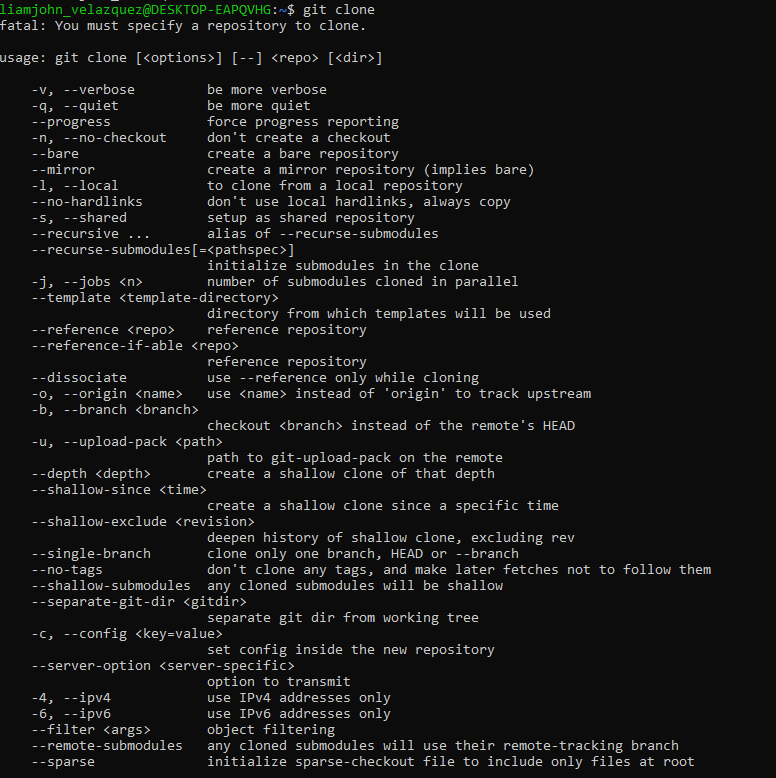 liamjohn_velazquez@DESKTOP-EAPQVHG:~$ git clone
fatal: You must specify a repository to clone.

usage: git clone [<options>] [--] <repo> [<dir>]

    -v, --verbose         be more verbose
    -q, --quiet           be more quiet
    --progress            force progress reporting
    -n, --no-checkout     don't create a checkout
    --bare                create a bare repository
    --mirror              create a mirror repository (implies bare)
    -l, --local           to clone from a local repository
    --no-hardlinks        don't use local hardlinks, always copy
    -s, --shared          setup as shared repository
    --recursive ...       alias of --recurse-submodules
    --recurse-submodules[=<pathspec>]
                          initialize submodules in the clone
    -j, --jobs <n>        number of submodules cloned in parallel
    --template <template-directory>
                          directory from which templates will be used
    --reference <repo>    reference repository
    --reference-if-able <repo>
                          reference repository
    --dissociate          use --reference only while cloning
    -o, --origin <name>   use <name> instead of 'origin' to track upstream
    -b, --branch <branch>
                          checkout <branch> instead of the remote's HEAD
    -u, --upload-pack <path>
                          path to git-upload-pack on the remote
    --depth <depth>       create a shallow clone of that depth
    --shallow-since <time>
                          create a shallow clone since a specific time
    --shallow-exclude <revision>
                          deepen history of shallow clone, excluding rev
    --single-branch       clone only one branch, HEAD or --branch
    --no-tags             don't clone any tags, and make later fetches not to follow them
    --shallow-submodules  any cloned submodules will be shallow
    --separate-git-dir <gitdir>
                          separate git dir from working tree
    -c, --config <key=value>
                          set config inside the new repository
    --server-option <server-specific>
                          option to transmit
    -4, --ipv4            use IPv4 addresses only
    -6, --ipv6            use IPv6 addresses only
    --filter <args>       object filtering
    --remote-submodules   any cloned submodules will use their remote-tracking branch
    --sparse              initialize sparse-checkout file to include only files at root